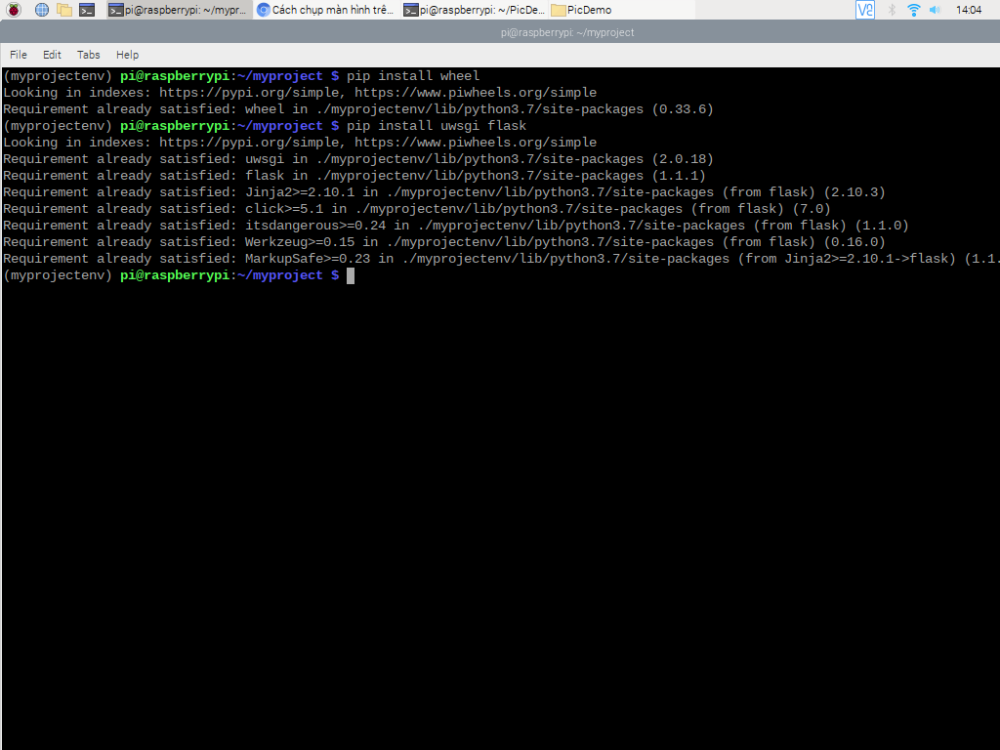 pi@raspberrypi: ~/mypr...
Cách chụp màn hình trê...
pi@raspberrypi: ~/PicDe...
PicDemo
14:04
pi@raspberrypi: ~/myproject
File Edit Tabs Help
(myprojectenv) pi@raspberrypi:~/myproject $ pip install wheel
Looking in indexes: https://pypi.org/simple, https://www.piwheels.org/simple
Requirement already satisfied: wheel in ./myprojectenv/lib/python3.7/site-packages (0.33.6)
(myprojectenv) pi@raspberrypi:~/myproject $ pip install uwsgi flask
Looking in indexes: https://pypi.org/simple, https://www.piwheels.org/simple
Requirement already satisfied: uwsgi in ./myprojectenv/lib/python3.7/site-packages (2.0.18)
Requirement already satisfied: flask in ./myprojectenv/lib/python3.7/site-packages (1.1.1)
Requirement already satisfied: Jinja2>=2.10.1 in ./myprojectenv/lib/python3.7/site-packages (from flask) (2.10.3)
Requirement already satisfied: click>=5.1 in ./myprojectenv/lib/python3.7/site-packages (from flask) (7.0)
Requirement already satisfied: itsdangerous>=0.24 in ./myprojectenv/lib/python3.7/site-packages (from flask) (1.1.0)
Requirement already satisfied: Werkzeug>=0.15 in ./myprojectenv/lib/python3.7/site-packages (from flask) (0.16.0)
Requirement already satisfied: MarkupSafe>=0.23 in ./myprojectenv/lib/python3.7/site-packages (from Jinja2>=2.10.1->flask) (1.1.
(myprojectenv) pi@raspberrypi:~/myproject $